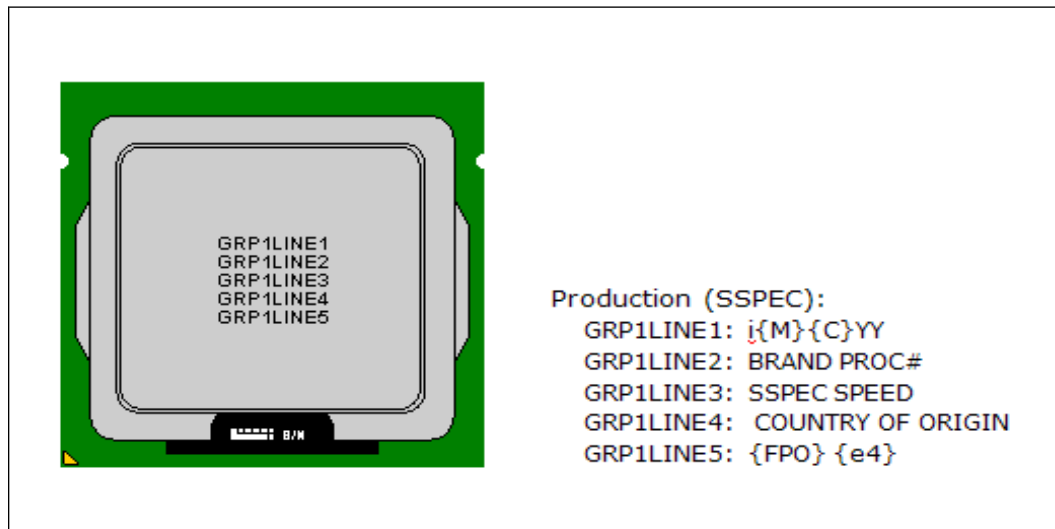 GRP1LINE1
GRP1LINE2
GRP1LINE3
GRP1LINE4
GRP1LINE5
S/N
Production (SSPEC):
GRP1LINE1: i{M}{C}YY
GRP1LINE2: BRAND PROC#
GRP1LINE3: SSPEC SPEED
GRP1LINE4: COUNTRY OF ORIGIN
GRP1LINE5: {FPO} {e4}